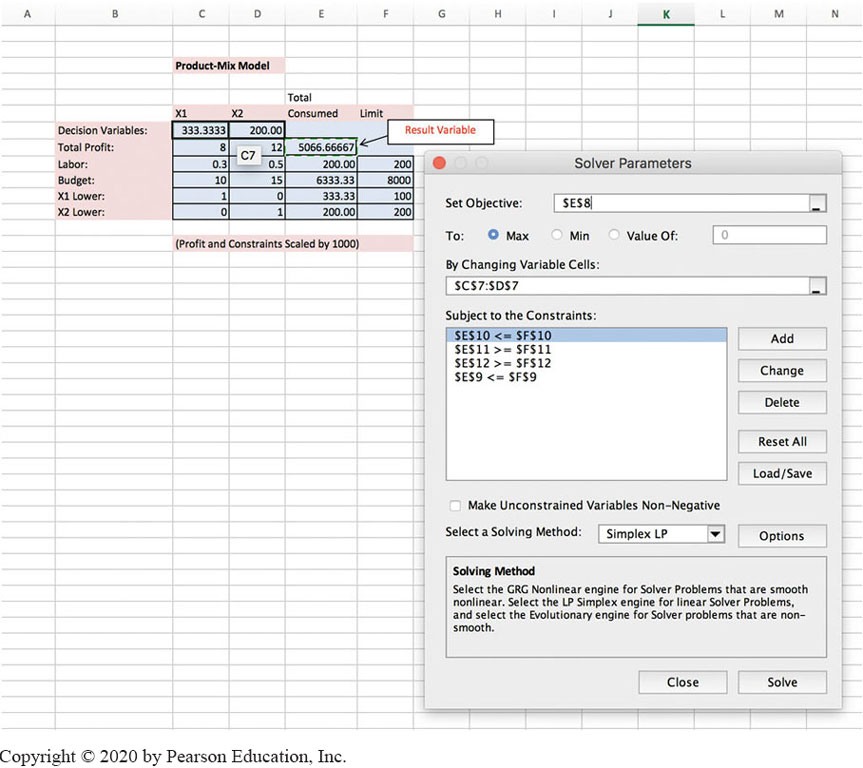 A B C D E F G H I J K L M N
Product-Mix Model
Total
X1 X2 Consumed Limit
Decision Variables: 333.3333 200.00
Result Variable
Total Profit: 8 12 5066.66667
C7
Labor: 0.3 0.5 200.00 200
Budget: 10 15 6333.33 8000
X1 Lower: 1 0 333.33 100
X2 Lower: 0 1 200.00 200
(Profit and Constraints Scaled by 1000)
Solver Parameters
Set Objective: $E$8
To: Max Min Value Of: 0
By Changing Variable Cells:
$C$7:$D$7
Subject to the Constraints:
$E$10 <= $F$10
$E$11 >= $F$11
$E$12 >= $F$12
$E$9 <= $F$9
Add
Change
Delete
Reset All
Load/Save
Make Unconstrained Variables Non-Negative
Select a Solving Method: Simplex LP Options
Solving Method
Select the GRG Nonlinear engine for Solver Problems that are smooth
nonlinear. Select the LP Simplex engine for linear Solver Problems,
and select the Evolutionary engine for Solver problems that are non-
smooth.
Close Solve
Copyright © 2020 by Pearson Education, Inc.